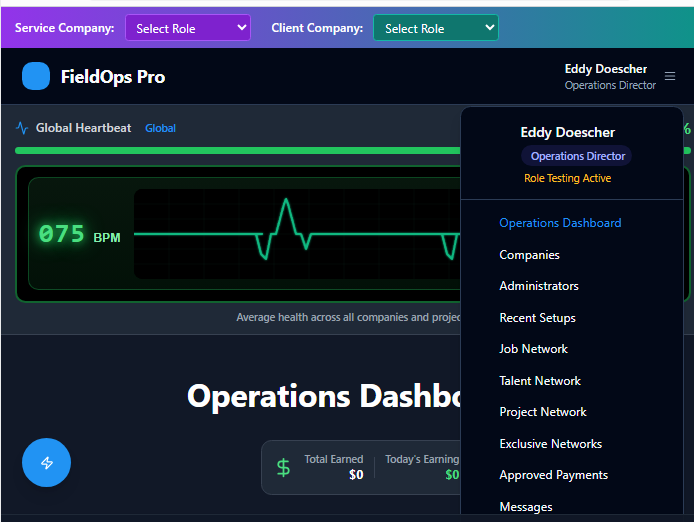 Service Company: Select Role Client Company: Select Role
FieldOps Pro
Eddy Doescher
Operations Director
Global Heartbeat Global
%
075 BPM
Average health across all companies and projec
Operations Dashbo
Total Earned
$0
Today's Earning
$0
Eddy Doescher
Operations Director
Role Testing Active
Operations Dashboard
Companies
Administrators
Recent Setups
Job Network
Talent Network
Project Network
Exclusive Networks
Approved Payments
Messages